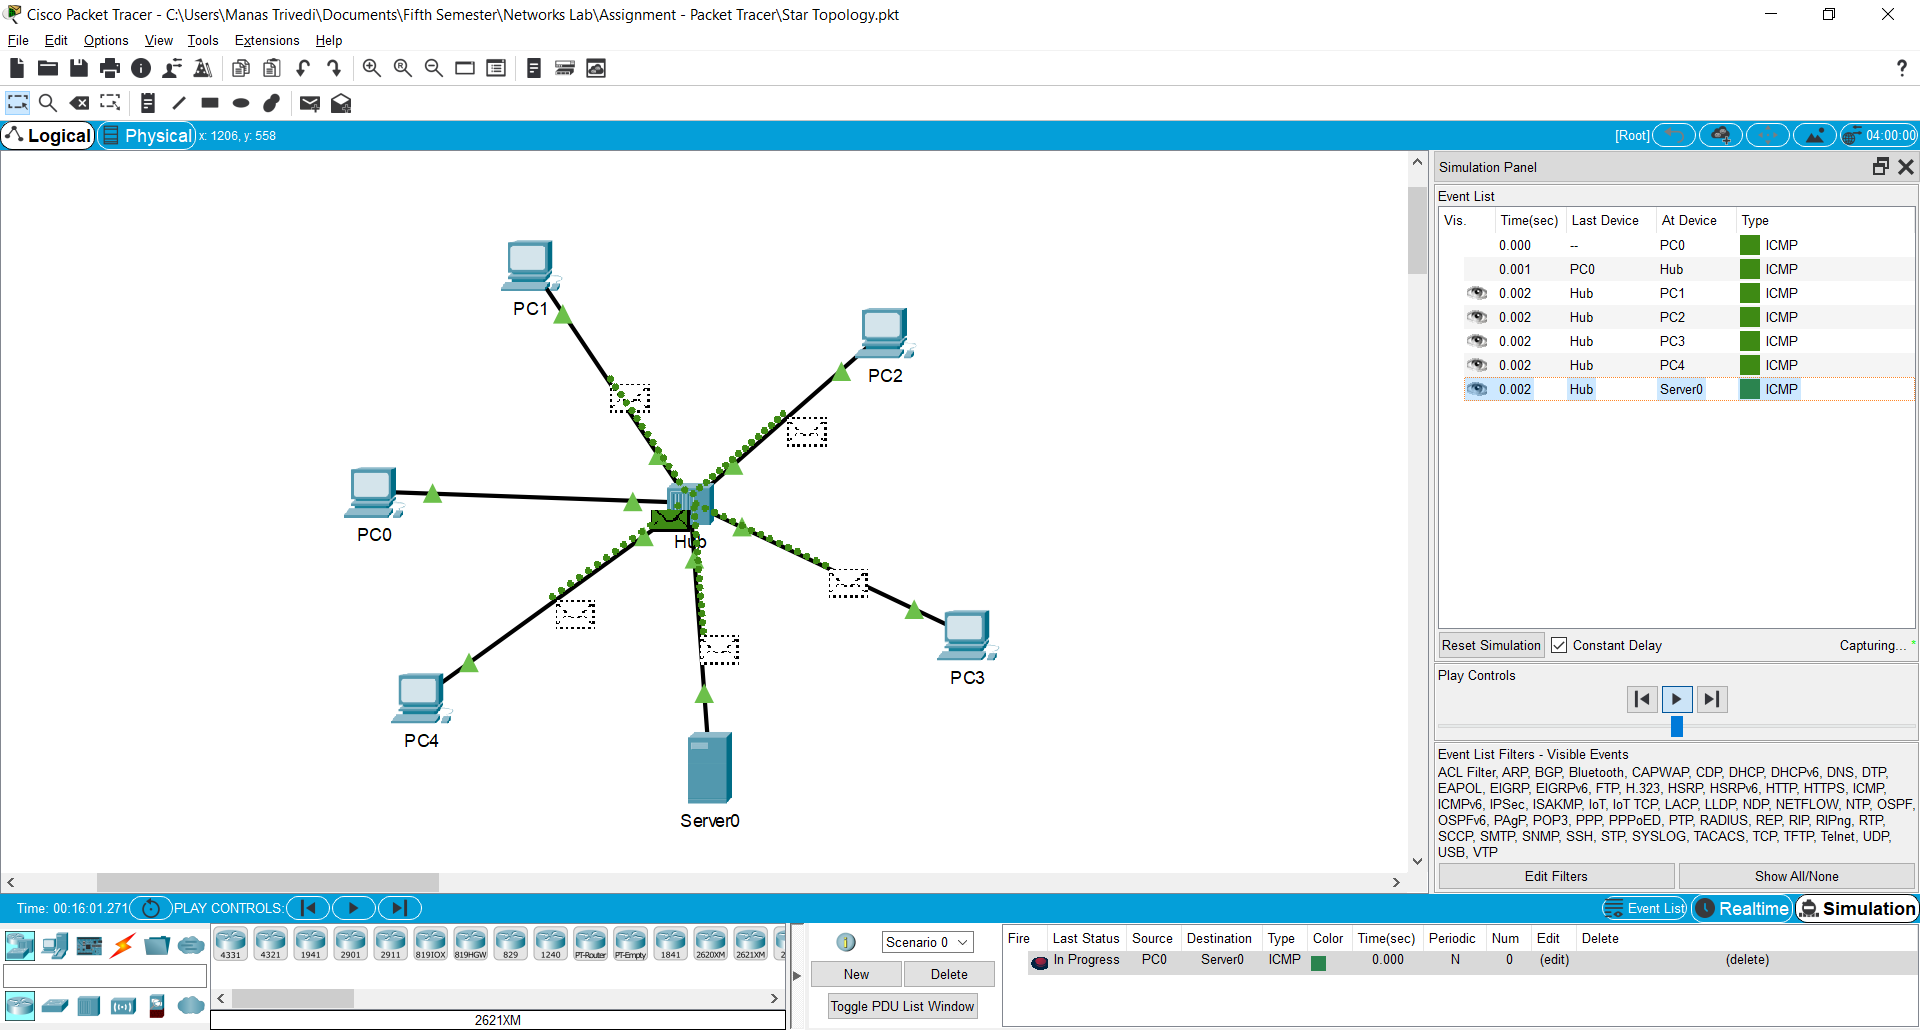 Cisco Packet Tracer - C:\Users\Manas Trivedi\Documents\Fifth Semester\Networks Lab\Assignment - Packet Tracer\Star Topology.pkt
File Edit Options View Tools Extensions Help
?
Logical Physical x: 1206, y: 558 [Root] 04:00:00
PC1
PC2
PC0
Hub
PC3
PC4
Server0
Simulation Panel
Event List
Vis. Time(sec) Last Device At Device Type
0.000 -- PC0 ICMP
0.001 PC0 Hub ICMP
0.002 Hub PC1 ICMP
0.002 Hub PC2 ICMP
0.002 Hub PC3 ICMP
0.002 Hub PC4 ICMP
0.002 Hub Server0 ICMP
Reset Simulation Constant Delay Capturing... *
Play Controls
Event List Filters - Visible Events
ACL Filter, ARP, BGP, Bluetooth, CAPWAP, CDP, DHCP, DHCPv6, DNS, DTP,
EAPOL, EIGRP, EIGRPv6, FTP, H.323, HSRP, HSRPv6, HTTP, HTTPS, ICMP,
ICMPv6, IPSec, ISAKMP, IoT, IoT TCP, LACP, LLDP, NDP, NETFLOW, NTP, OSPF,
OSPFv6, PAgP, POP3, PPP, PPPoED, PTP, RADIUS, REP, RIP, RIPng, RTP,
SCCP, SMTP, SNMP, SSH, STP, SYSLOG, TACACS, TCP, TFTP, Telnet, UDP,
USB, VTP
Edit Filters Show All/None
Time: 00:16:01.271 PLAY CONTROLS: Event List Realtime Simulation
4331 4321 1941 2901 2911 819IOX 819HGW 829 1240 PT-Router PT-Empty 1841 2620XM 2621XM 2
2621XM
Scenario 0
New Delete
Toggle PDU List Window
Fire Last Status Source Destination Type Color Time(sec) Periodic Num Edit Delete
In Progress PC0 Server0 ICMP 0.000 N 0 (edit) (delete)